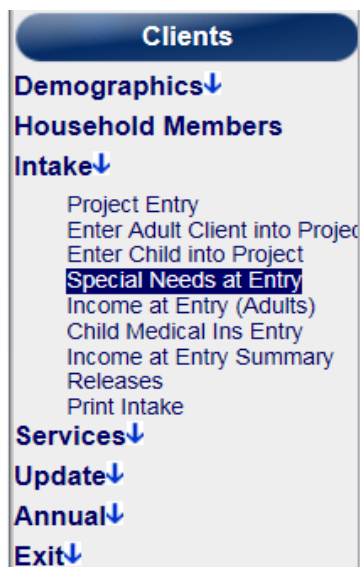 Clients
Demographics
Household Members
Intake
Project Entry
Enter Adult Client into Projec
Enter Child into Project
Special Needs at Entry
Income at Entry (Adults)
Child Medical Ins Entry
Income at Entry Summary
Releases
Print Intake
Services
Update
Annual
Exit